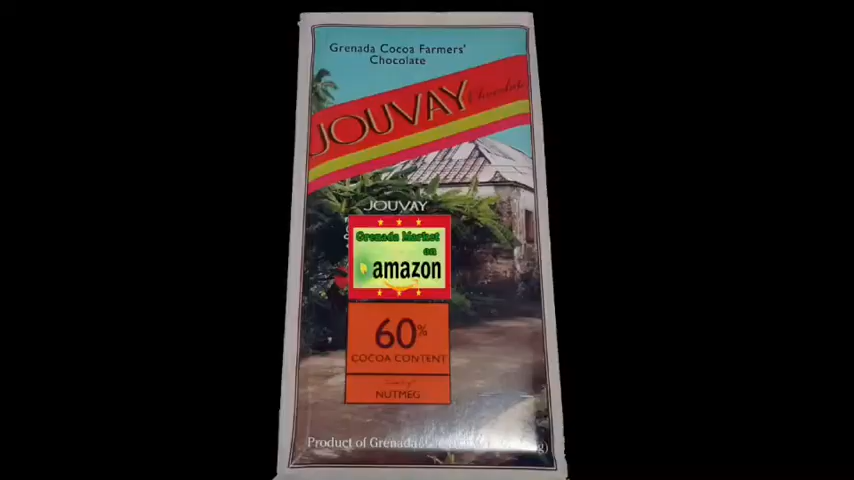 Grenada Cocoa Farmers'
Chocolate
JOUVAY Chocolate
JOUVAY
Grenada Market
on
amazon
60%
COCOA CONTENT
NUTMEG
Product of Grenada